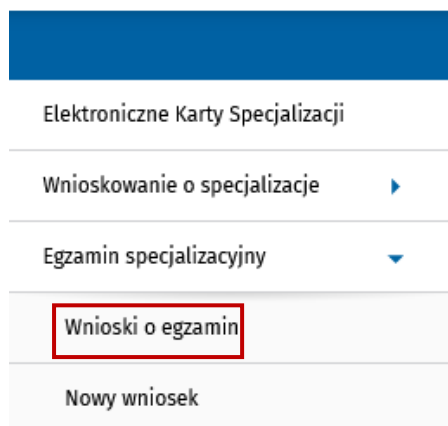 Elektroniczne Karty Specjalizacji
Wnioskowanie o specjalizacje
Egzamin specjalizacyjny
Wnioski o egzamin
Nowy wniosek